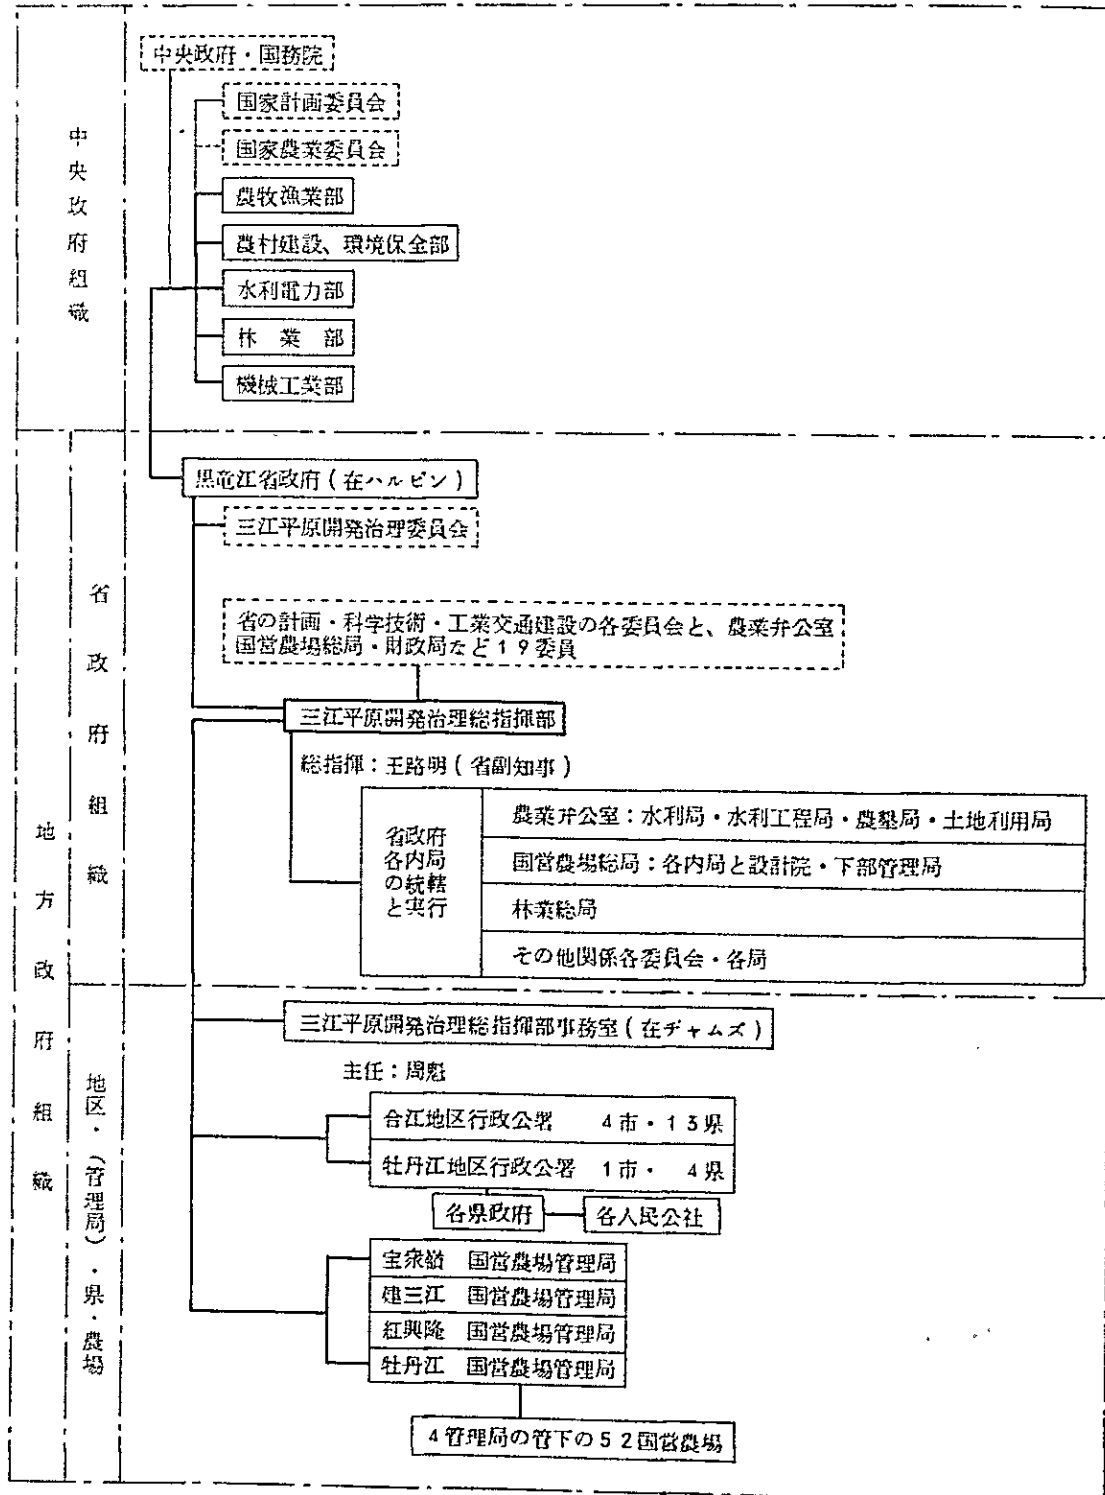 中央政府組織
中央政府・国務院
国家計画委員会
国家農業委員会
農牧漁業部
農村建設、環境保全部
水利電力部
林業部
機械工業部
地方政府組織
省政府組織
黒竜江省政府(在ハルビン)
三江平原開発治理委員会
省の計画・科学技術・工業交通建設の各委員会と、農業弁公室
国営農場総局・財政局など19委員
三江平原開発治理総指揮部
総指揮:王路明(省副知事)
省政府
各内局
の統轄
と実行
農業弁公室:水利局・水利工程局・農墾局・土地利用局
国営農場総局:各内局と設計院・下部管理局
林業総局
その他関係各委員会・各局
地区・(管理局)・県・農場
三江平原開発治理総指揮部事務室(在チャムズ)
主任:周魁
合江地区行政公署 4市・13県
牡丹江地区行政公署 1市・ 4県
各県政府
各人民公社
宝泉嶺 国営農場管理局
建三江 国営農場管理局
紅興隆 国営農場管理局
牡丹江 国営農場管理局
4管理局の管下の52国営農場